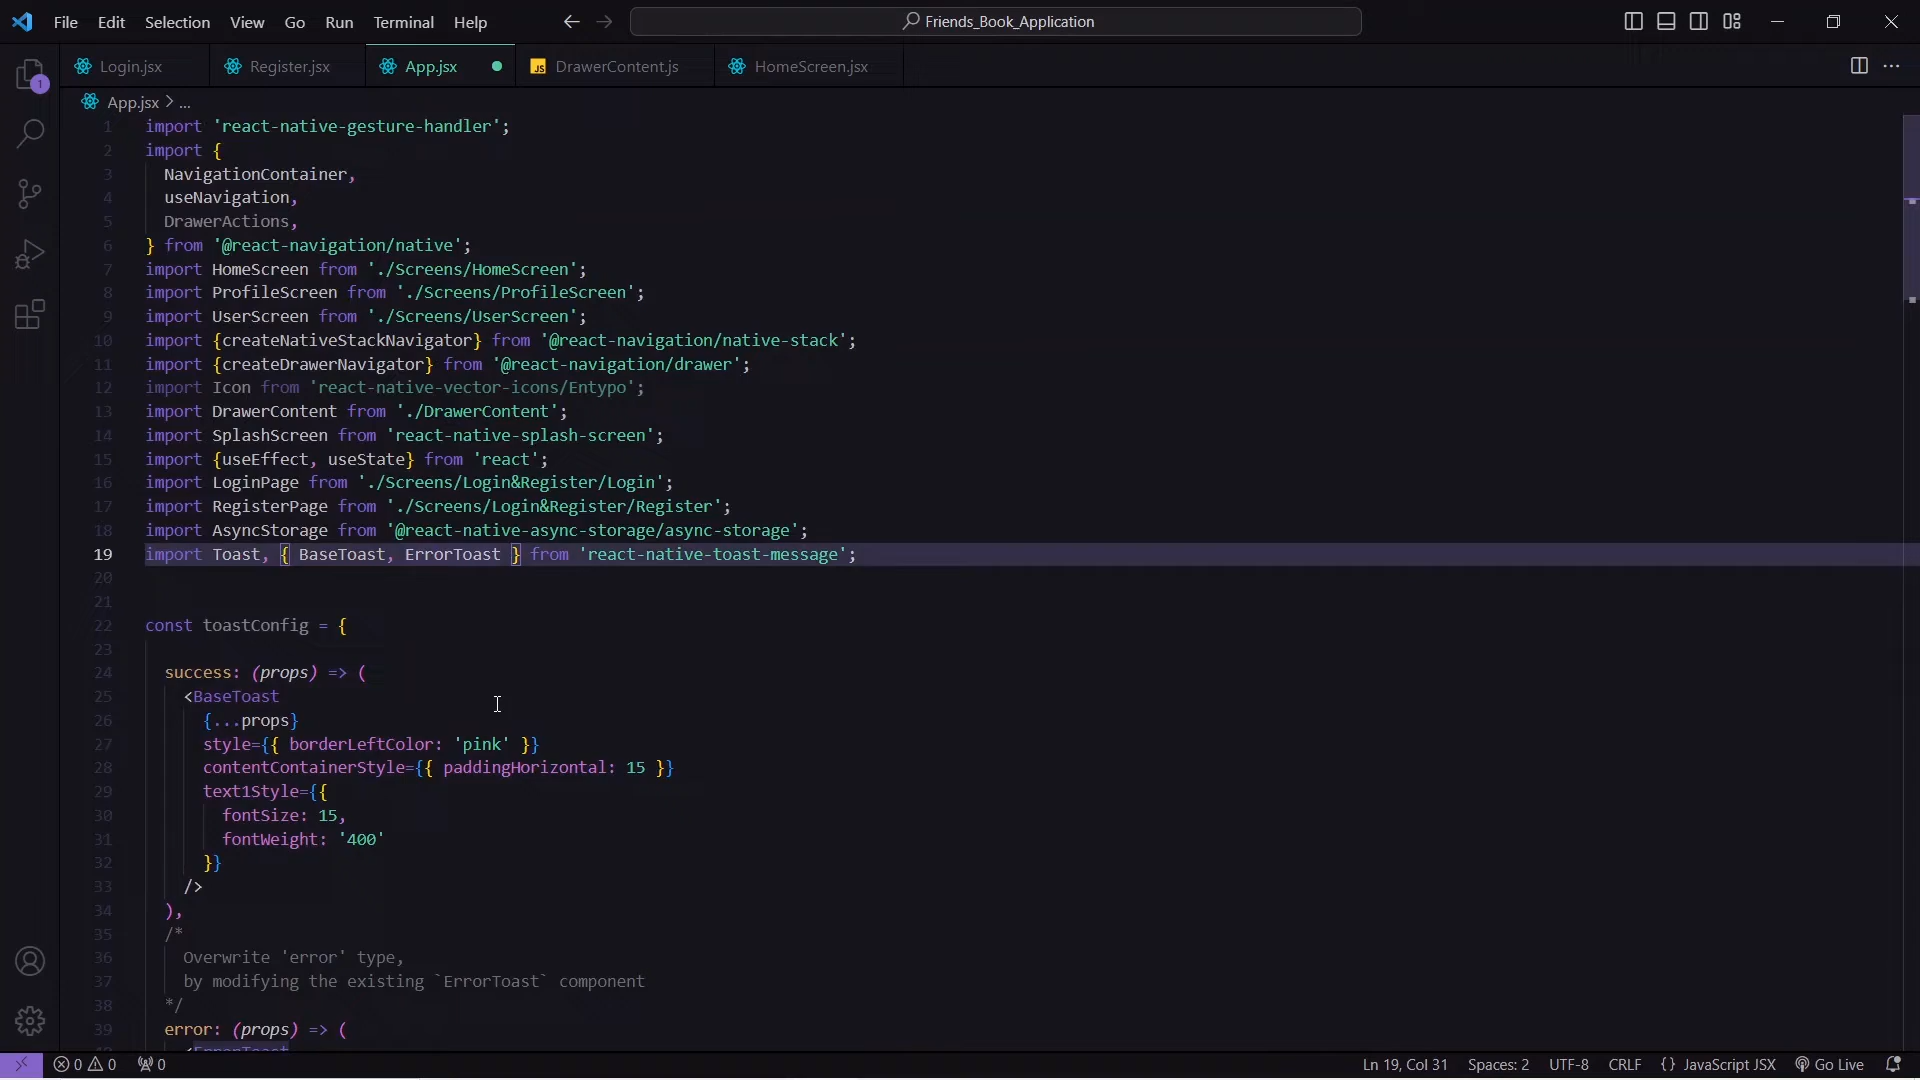 File Edit Selection View Go Run Terminal Help
Friends_Book_Application
1
Login.jsx
Register.jsx
App.jsx
JS DrawerContent.js
HomeScreen.jsx
App.jsx > ...
1 import 'react-native-gesture-handler';
2 import {
3 NavigationContainer,
4 useNavigation,
5 DrawerActions,
6 } from '@react-navigation/native';
7 import HomeScreen from './Screens/HomeScreen';
8 import ProfileScreen from './Screens/ProfileScreen';
9 import UserScreen from './Screens/UserScreen';
10 import {createNativeStackNavigator} from '@react-navigation/native-stack';
11 import {createDrawerNavigator} from '@react-navigation/drawer';
12 import Icon from 'react-native-vector-icons/Entypo';
13 import DrawerContent from './DrawerContent';
14 import SplashScreen from 'react-native-splash-screen';
15 import {useEffect, useState} from 'react';
16 import LoginPage from './Screens/Login&Register/Login';
17 import RegisterPage from './Screens/Login&Register/Register';
18 import AsyncStorage from '@react-native-async-storage/async-storage';
19 import Toast, { BaseToast, ErrorToast } from 'react-native-toast-message';
20
21
22 const toastConfig = {
23
24 success: (props) => (
25 <BaseToast
26 {...props}
27 style={{ borderLeftColor: 'pink' }}
28 contentContainerStyle={{ paddingHorizontal: 15 }}
29 text1Style={{
30 fontSize: 15,
31 fontWeight: '400'
32 }}
33 />
34 ),
35 /*
36 Overwrite 'error' type,
37 by modifying the existing `ErrorToast` component
38 */
39 error: (props) => (
<ErrorToast
0 0 0 Ln 19, Col 31 Spaces: 2 UTF-8 CRLF {} JavaScript JSX Go Live